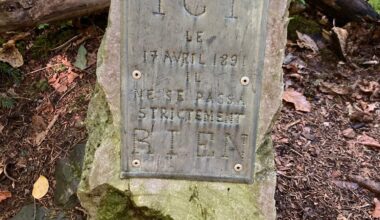 ICI
LE
17 AVRIL 1891
IL
NE SE PASSA
STRICTEMENT
RIEN